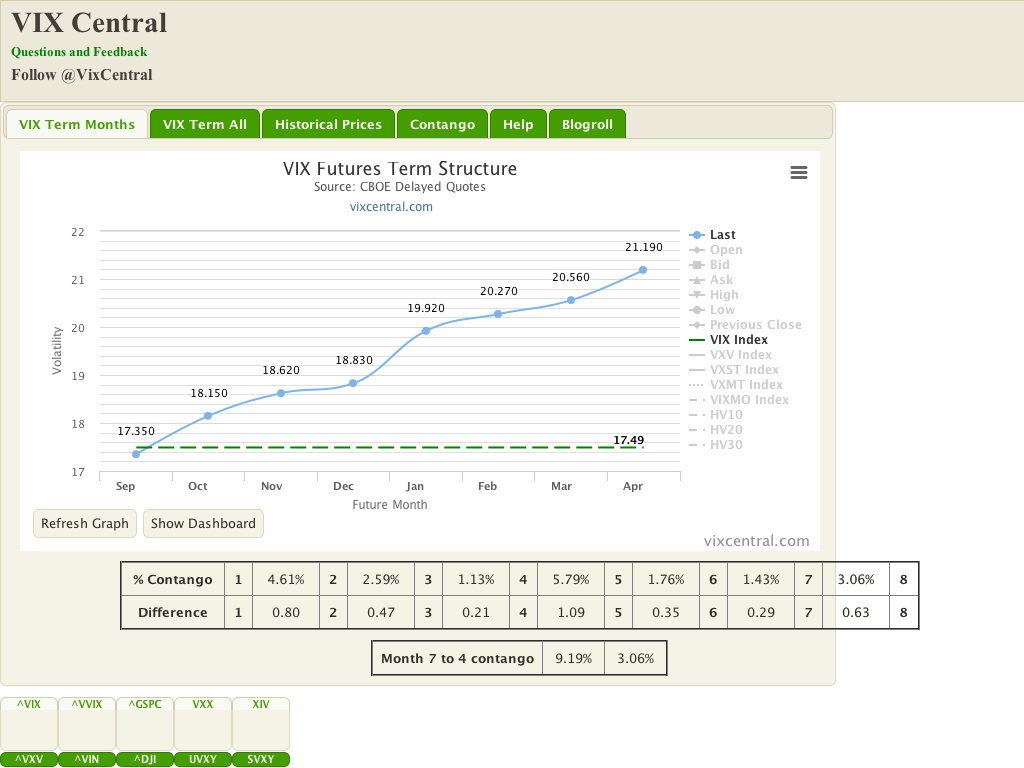 VIX Central
Questions and Feedback
Follow @VixCentral
VIX Term Months VIX Term All Historical Prices Contango Help Blogroll
VIX Futures Term Structure
Source: CBOE Delayed Quotes
vixcentral.com
Volatility
22
21
20
19
18
17
17.350
18.150
18.620
18.830
19.920
20.270
20.560
21.190
17.49
Sep Oct Nov Dec Jan Feb Mar Apr
Future Month
Last
Open
Bid
Ask
High
Low
Previous Close
VIX Index
VXV Index
VXST Index
VXMT Index
VIXMO Index
HV10
HV20
HV30
Refresh Graph Show Dashboard
vixcentral.com
% Contango 1 4.61% 2 2.59% 3 1.13% 4 5.79% 5 1.76% 6 1.43% 7 3.06% 8
Difference 1 0.80 2 0.47 3 0.21 4 1.09 5 0.35 6 0.29 7 0.63 8
Month 7 to 4 contango 9.19% 3.06%
^VIX ^VVIX ^GSPC VXX XIV
^VXV ^VIN ^DJI UVXY SVXY